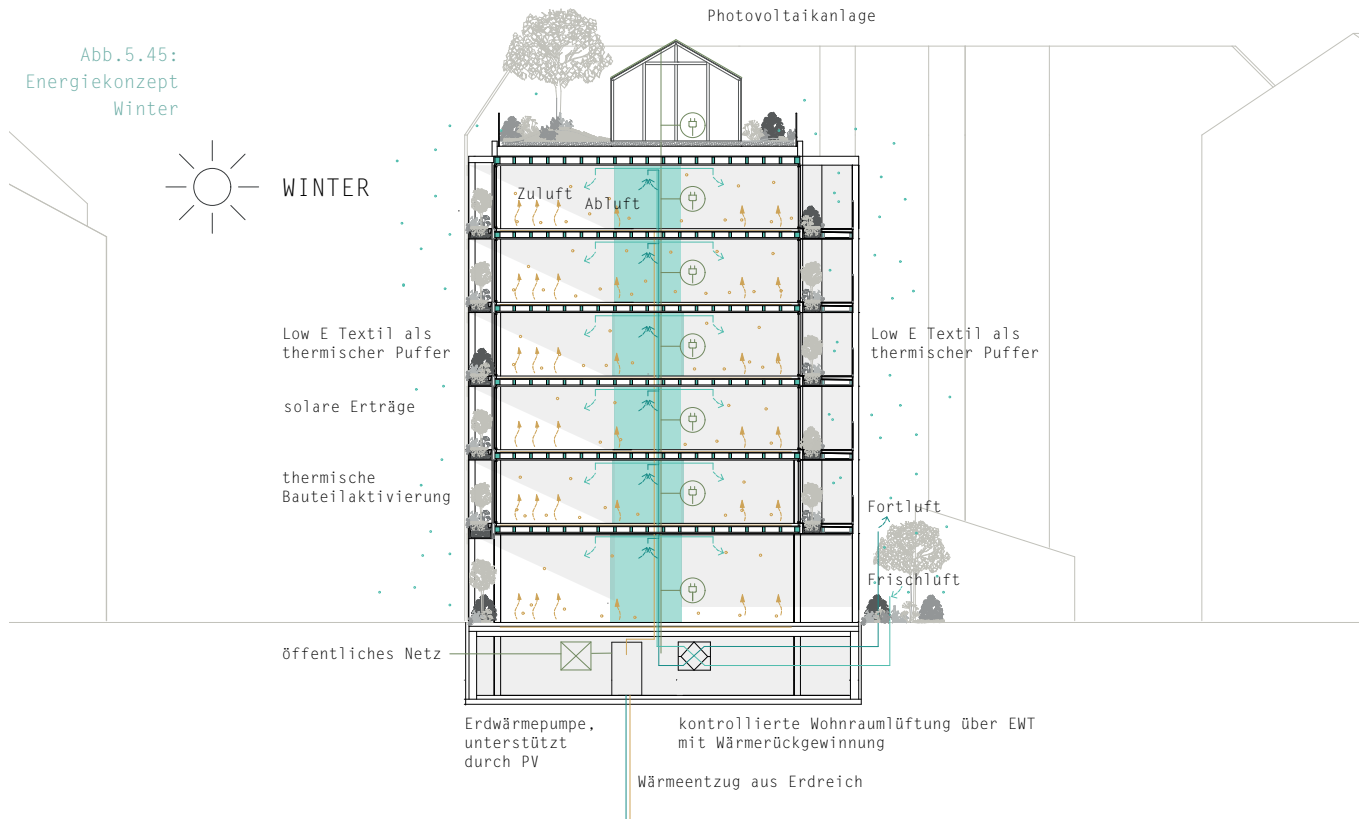 Photovoltaikanlage
Abb.5.45:
Energiekonzept
Winter
WINTER
Zuluft
Abluft
Low E Textil als
thermischer Puffer
Low E Textil als
thermischer Puffer
solare Erträge
thermische
Bauteilaktivierung
Fortluft
Frischluft
öffentliches Netz
Erdwärmepumpe,
unterstützt
durch PV
kontrollierte Wohnraumlüftung über EWT
mit Wärmerückgewinnung
Wärmeentzug aus Erdreich